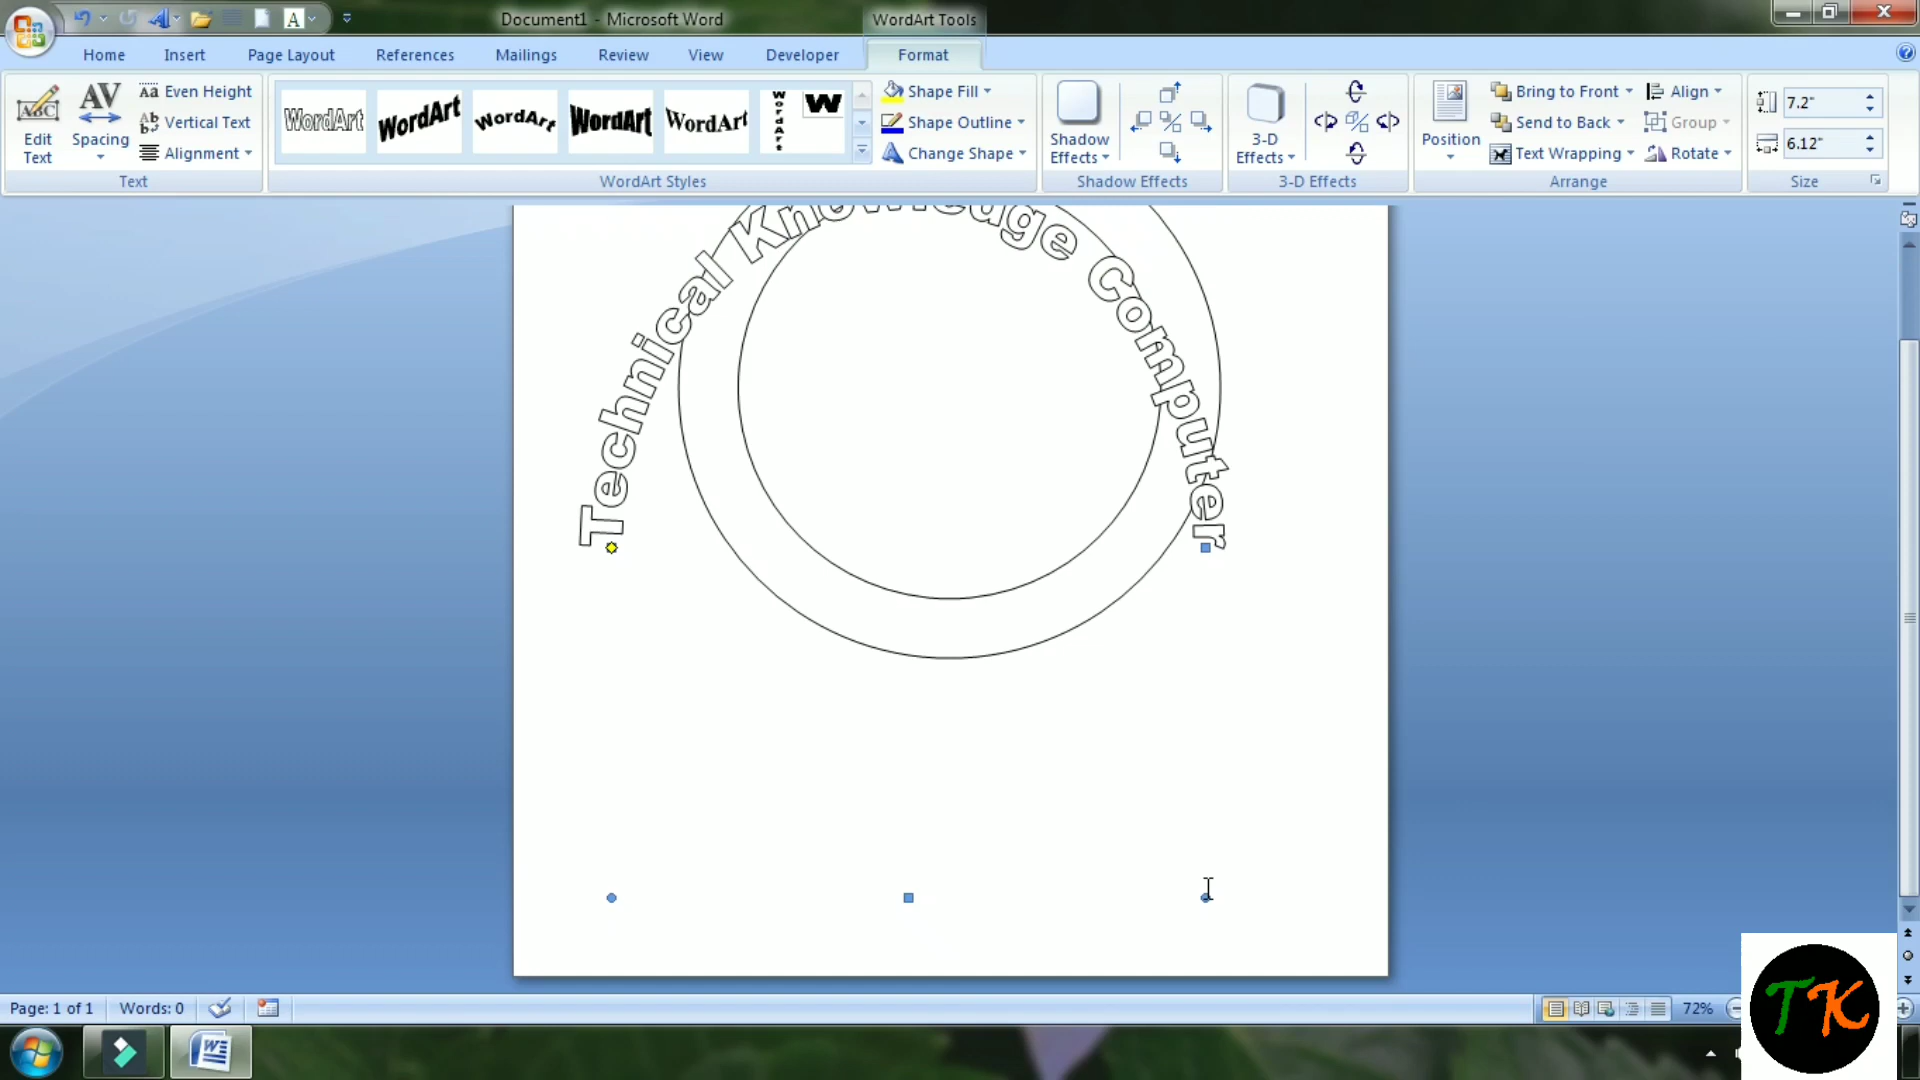 Document1 - Microsoft Word
WordArt Tools
Home Insert Page Layout References Mailings Review View Developer Format
Edit Text
Spacing
Even Height
Vertical Text
Alignment
Text
WordArt WordArt WordArt WordArt WordArt WordArt W
WordArt Styles
Shape Fill
Shape Outline
Change Shape
Shadow Effects
Shadow Effects
3-D Effects
3-D Effects
Position
Bring to Front
Send to Back
Text Wrapping
Align
Group
Rotate
Arrange
7.2"
6.12"
Size
Technical Knowledge Computer
Page: 1 of 1 Words: 0
72%
TK